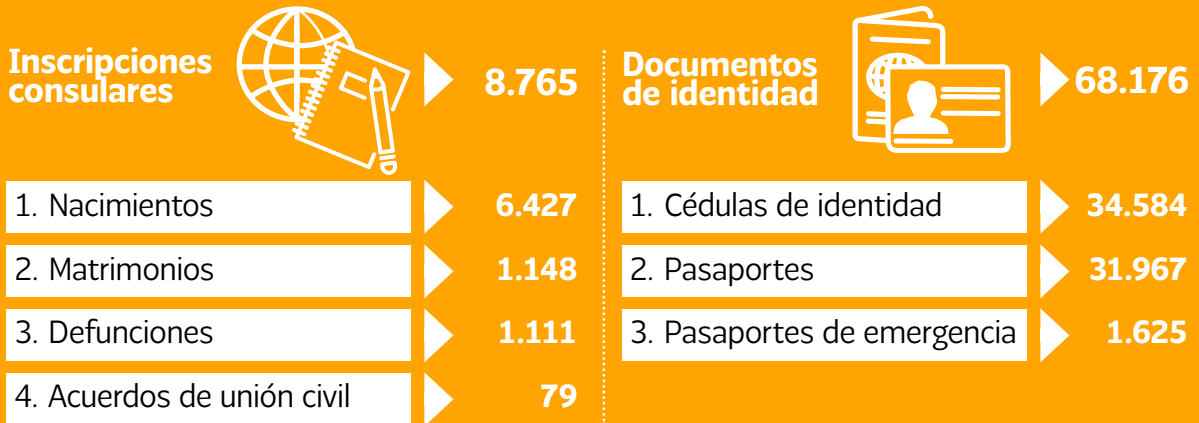 Inscripciones
consulares
8.765
1. Nacimientos
6.427
2. Matrimonios
1.148
3. Defunciones
1.111
4. Acuerdos de unión civil
79
Documentos
de identidad
68.176
1. Cédulas de identidad
34.584
2. Pasaportes
31.967
3. Pasaportes de emergencia
1.625